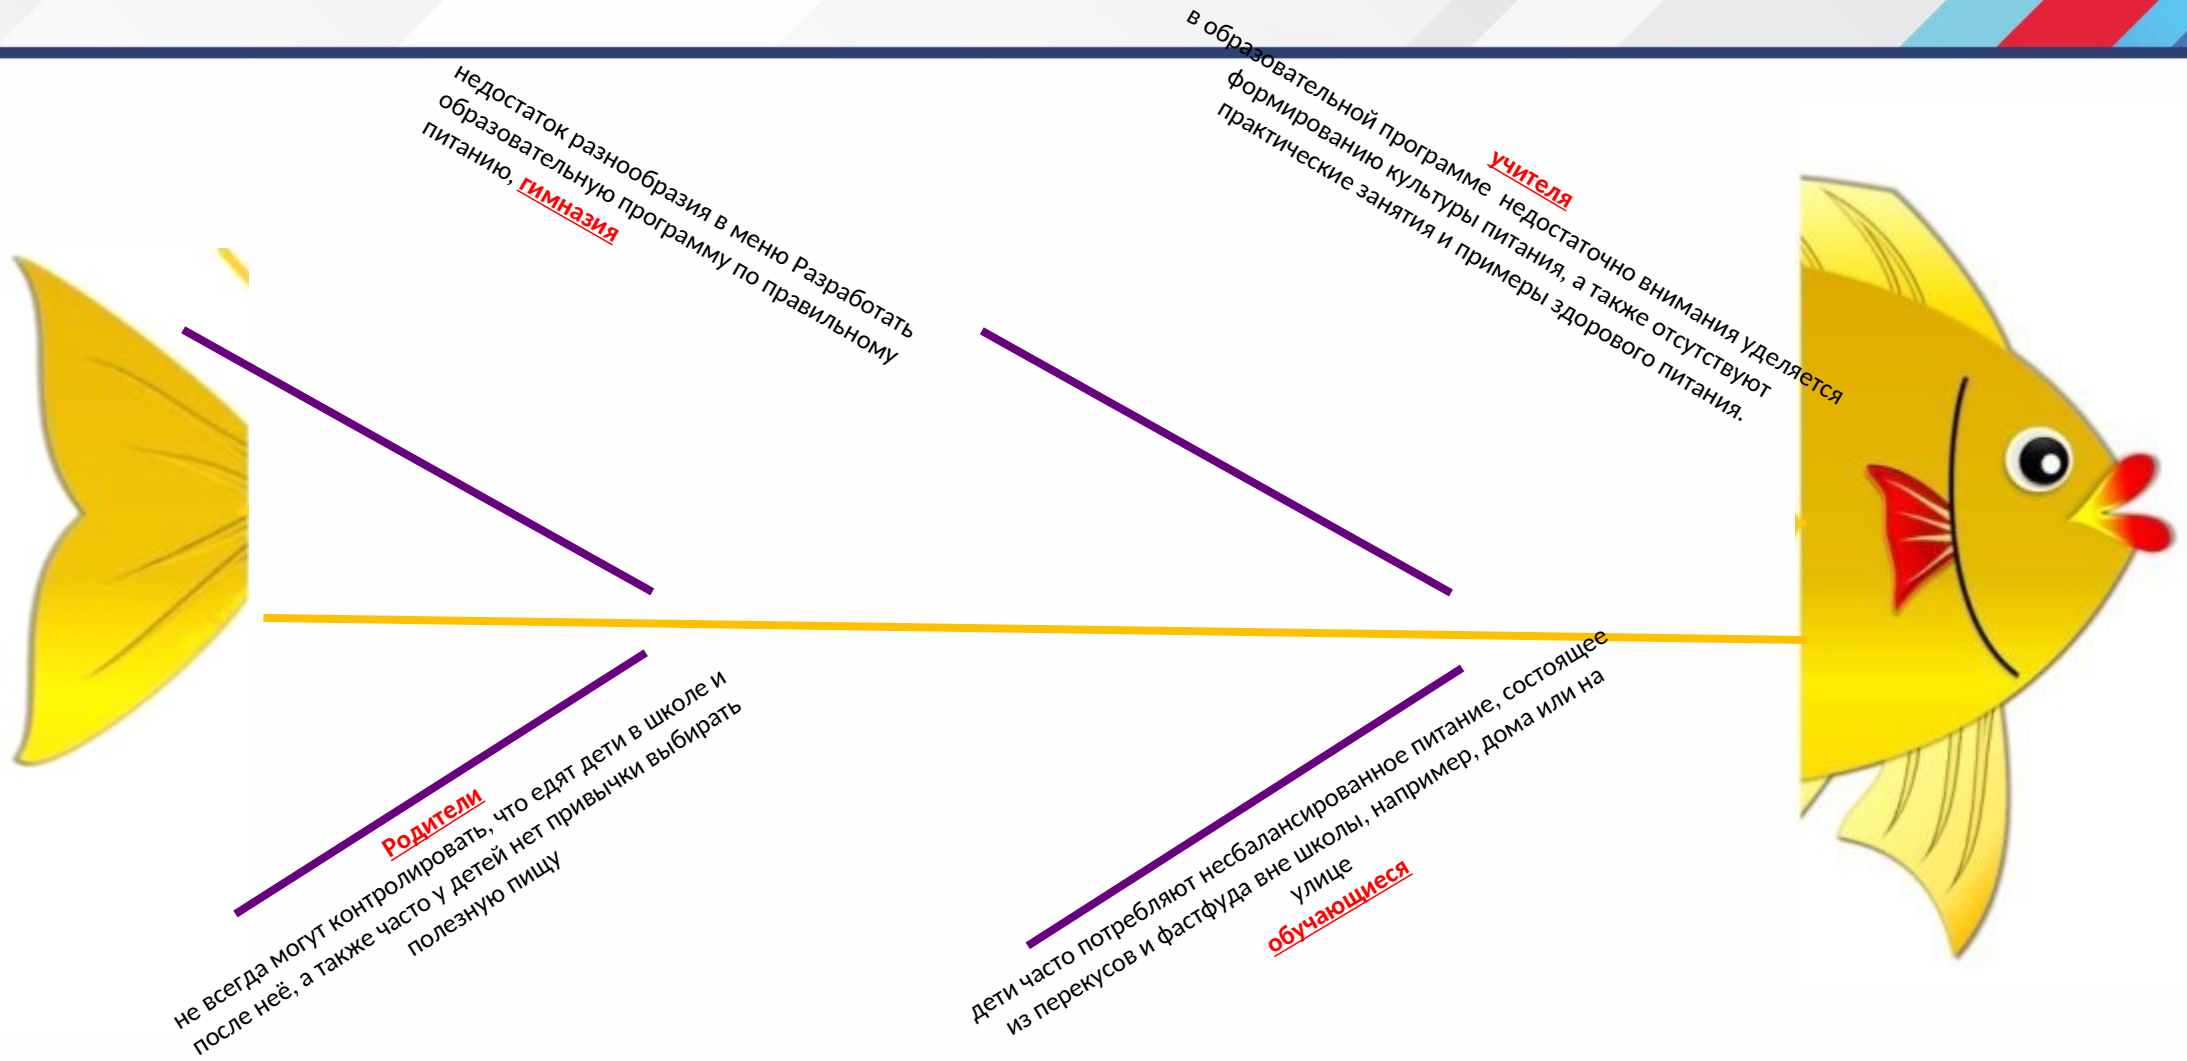 недостаток разнообразия в меню Разработать
образовательную программу по правильному
питанию, гимназия
учителя
в образовательной программе недостаточно внимания уделяется
формированию культуры питания, а также отсутствуют
практические занятия и примеры здорового питания.
Родители
не всегда могут контролировать, что едят дети в школе и
после неё, а также часто у детей нет привычки выбирать
полезную пищу
дети часто потребляют несбалансированное питание, состоящее
из перекусов и фастфуда вне школы, например, дома или на
улице
обучающиеся